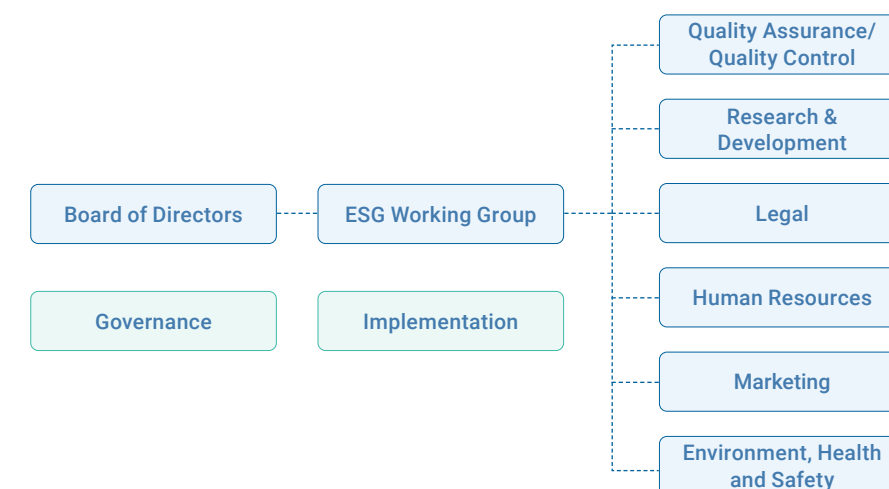 Quality Assurance/
Quality Control
Research &
Development
Board of Directors
ESG Working Group
Legal
Human Resources
Governance
Implementation
Marketing
Environment, Health
and Safety